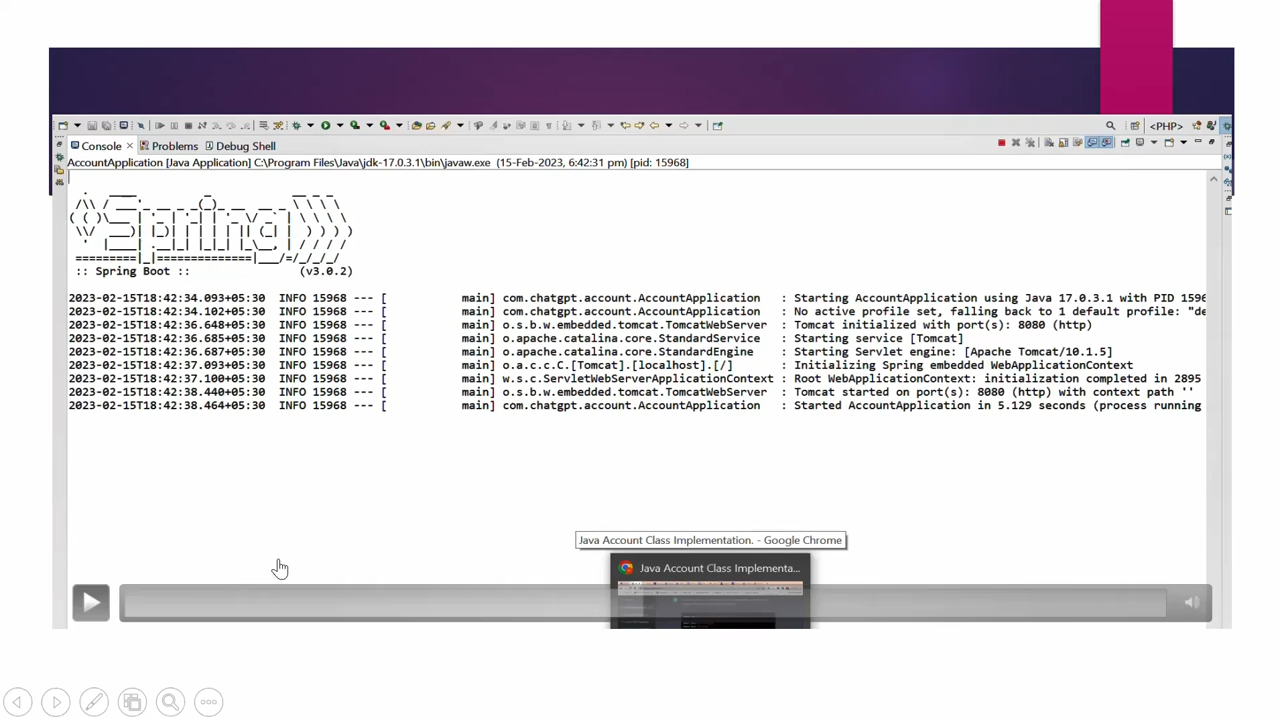 <PHP>
Console
Problems
Debug Shell
AccountApplication [Java Application] C:\Program Files\Java\jdk-17.0.3.1\bin\javaw.exe (15-Feb-2023, 6:42:31 pm) [pid: 15968]
Spring
:: Spring Boot :: (v3.0.2)
2023-02-15T18:42:34.093+05:30 INFO 15968 --- [ main] com.chatgpt.account.AccountApplication : Starting AccountApplication using Java 17.0.3.1 with PID 1596
2023-02-15T18:42:34.102+05:30 INFO 15968 --- [ main] com.chatgpt.account.AccountApplication : No active profile set, falling back to 1 default profile: "de
2023-02-15T18:42:36.648+05:30 INFO 15968 --- [ main] o.s.b.w.embedded.tomcat.TomcatWebServer : Tomcat initialized with port(s): 8080 (http)
2023-02-15T18:42:36.685+05:30 INFO 15968 --- [ main] o.apache.catalina.core.StandardService : Starting service [Tomcat]
2023-02-15T18:42:36.687+05:30 INFO 15968 --- [ main] o.apache.catalina.core.StandardEngine : Starting Servlet engine: [Apache Tomcat/10.1.5]
2023-02-15T18:42:37.093+05:30 INFO 15968 --- [ main] o.a.c.c.C.[Tomcat].[localhost].[/] : Initializing Spring embedded WebApplicationContext
2023-02-15T18:42:37.100+05:30 INFO 15968 --- [ main] w.s.c.ServletWebServerApplicationContext : Root WebApplicationContext: initialization completed in 2895
2023-02-15T18:42:38.440+05:30 INFO 15968 --- [ main] o.s.b.w.embedded.tomcat.TomcatWebServer : Tomcat started on port(s): 8080 (http) with context path ''
2023-02-15T18:42:38.464+05:30 INFO 15968 --- [ main] com.chatgpt.account.AccountApplication : Started AccountApplication in 5.129 seconds (process running
Java Account Class Implementation. - Google Chrome
Java Account Class Implementa...